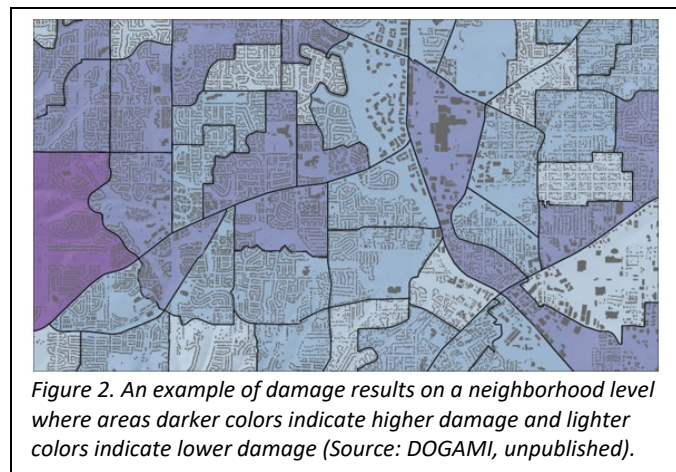 Figure 2. An example of damage results on a neighborhood level
where areas darker colors indicate higher damage and lighter
colors indicate lower damage (Source: DOGAMI, unpublished).